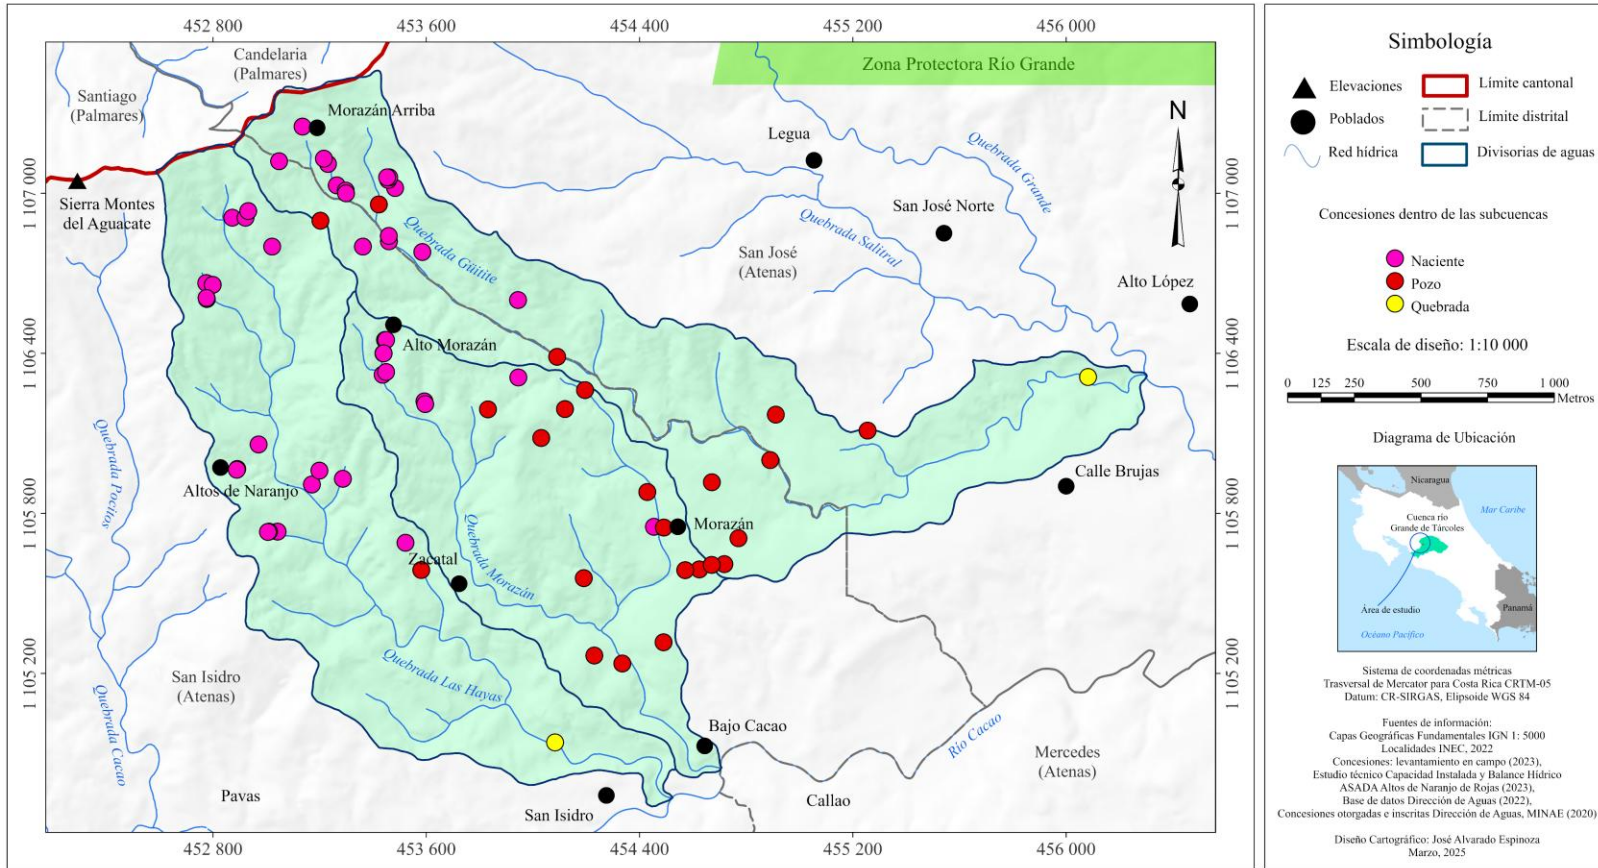 452 800
453 600
454 400
455 200
456 000
Candelaria
(Palmares)
Santiago
(Palmares)
Zona Protectora Río Grande
Morazán Arriba
N
Legua
Quebrada Grande
1 107 000
1 107 000
Sierra Montes
del Aguacate
San José Norte
Quebrada Güitite
Quebrada Salitral
San José
(Atenas)
Alto López
Alto Morazán
1 106 400
1 106 400
Quebrada Pocitos
Altos de Naranjo
Calle Brujas
1 105 800
1 105 800
Morazán
Zacatal
Quebrada Morazán
Quebrada Las Hayas
San Isidro
(Atenas)
1 105 200
1 105 200
Quebrada Cacao
Bajo Cacao
Río Cacao
Mercedes
(Atenas)
Pavas
San Isidro
Callao
452 800
453 600
454 400
455 200
456 000
Simbología
Elevaciones
Límite cantonal
Poblados
Límite distrital
Red hídrica
Divisorias de aguas
Concesiones dentro de las subcuencas
Naciente
Pozo
Quebrada
Escala de diseño: 1:10 000
0 125 250 500 750 1 000
Metros
Diagrama de Ubicación
Nicaragua
Mar Caribe
Cuenca río
Grande de Tárcoles
Área de estudio
Panamá
Océano Pacífico
Sistema de coordenadas métricas
Trasversal de Mercator para Costa Rica CRTM-05
Datum: CR-SIRGAS, Elipsoide WGS 84
Fuentes de información:
Capas Geográficas Fundamentales IGN 1: 5000
Localidades INEC, 2022
Concesiones: levantamiento en campo (2023),
Estudio técnico Capacidad Instalada y Balance Hídrico
ASADA Altos de Naranjo de Rojas (2023),
Base de datos Dirección de Aguas (2022),
Concesiones otorgadas e inscritas Dirección de Aguas, MINAE (2020)
Diseño Cartográfico: José Alvarado Espinoza
Marzo, 2025